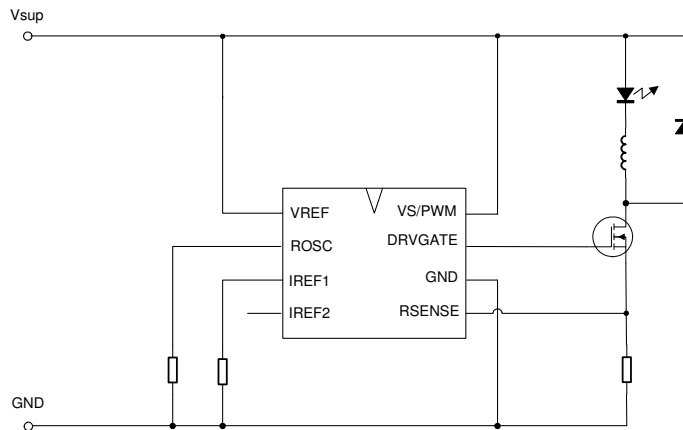 Vsup
VREF
VS/PWM
ROSC
DRVGATE
IREF1
GND
IREF2
RSENSE
GND